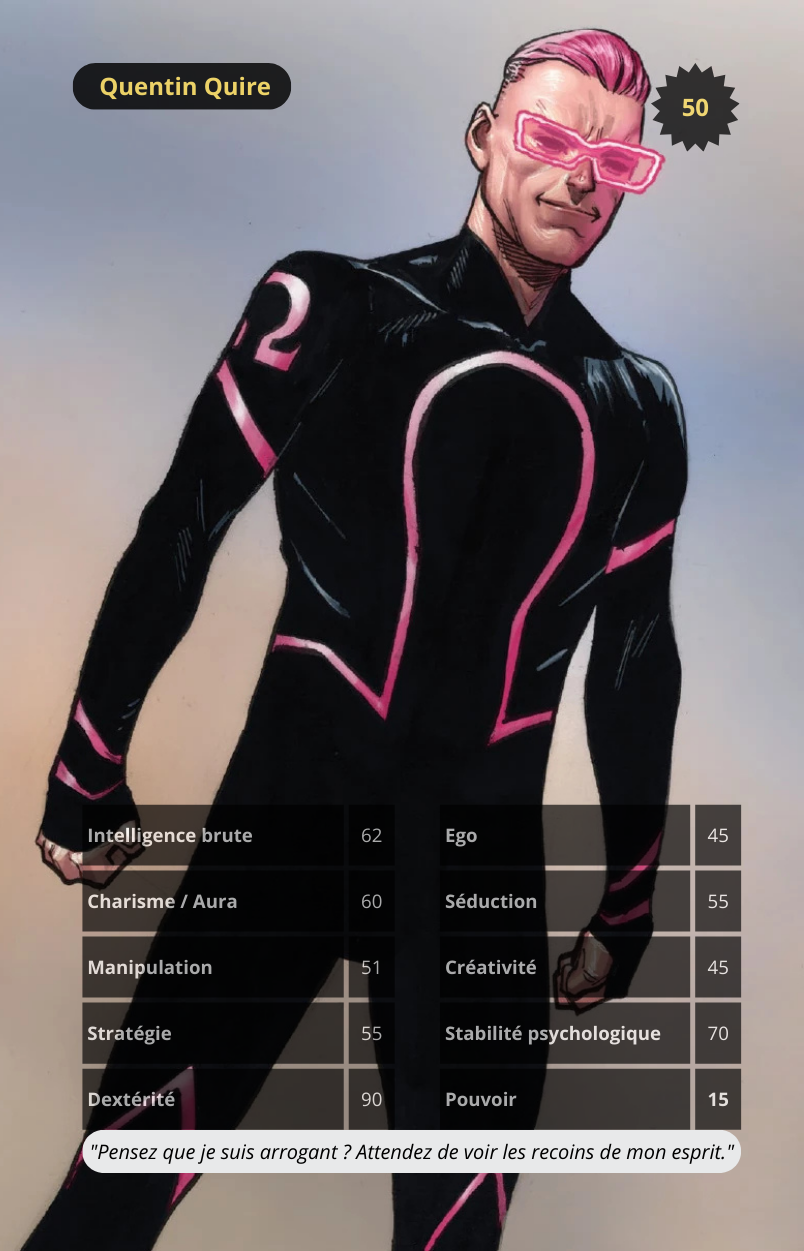 Quentin Quire
50
Ω
Intelligence brute 62
Ego 45
Charisme / Aura 60
Séduction 55
Manipulation 51
Créativité 45
Stratégie 55
Stabilité psychologique 70
Dextérité 90
Pouvoir 15
"Pensez que je suis arrogant ? Attendez de voir les recoins de mon esprit."